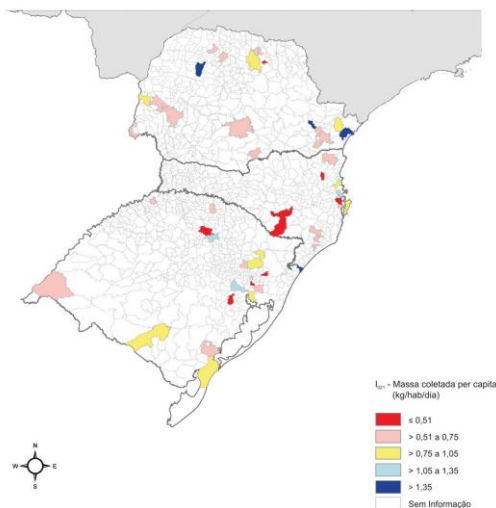 - Massa coletada per capita
(kg/hab/dia)
≤ 0,51
> 0,51 a 0,75
> 0,75 a 1,05
> 1,05 a 1,35
> 1,35
Sem Informação
N
W E
S